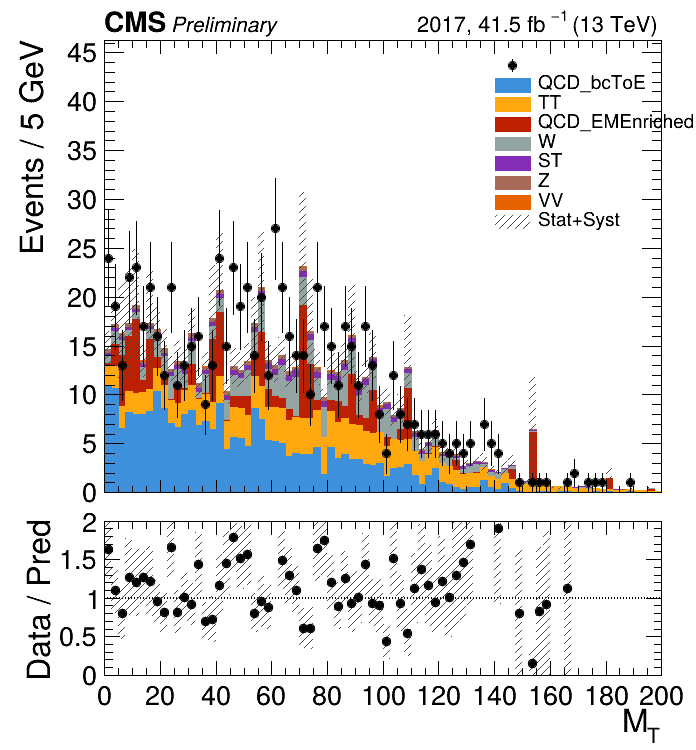 CMS Preliminary 2017, 41.5 fb⁻¹ (13 TeV)
Events / 5 GeV
45
40
35
30
25
20
15
10
5
0
QCD_bcToE
TT
QCD_EMEnriched
W
ST
Z
VV
Stat+Syst
Data / Pred
2
1.5
1
0.5
0
0 20 40 60 80 100 120 140 160 180 200
M_T